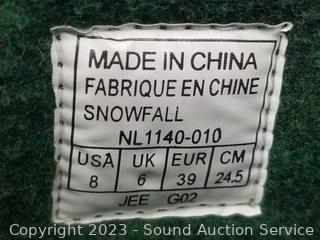 MADE IN CHINA
FABRIQUE EN CHINE
SNOWFALL
NL1140-010
USA UK EUR CM
8 6 39 24.5
JEE G02
Copyright 2023 - Sound Auction Service